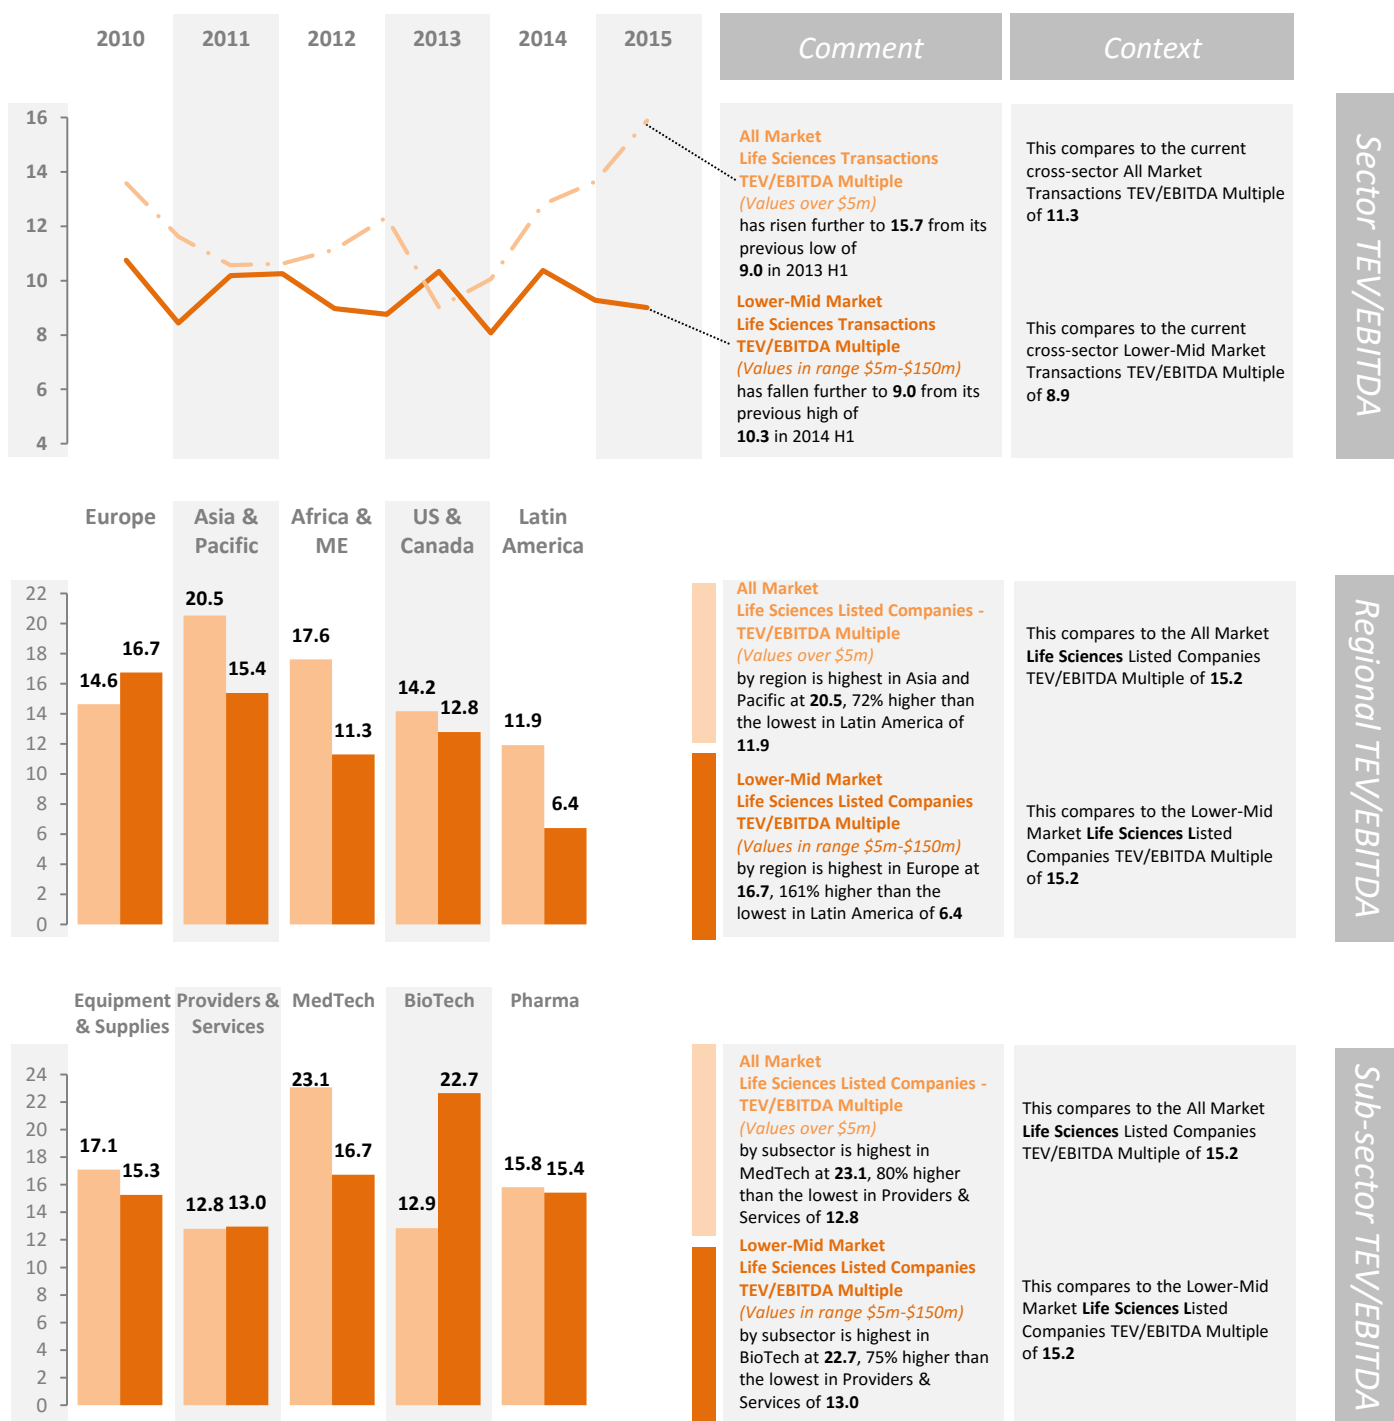 2010 2011 2012 2013 2014 2015
Comment
Context
16
14
12
10
8
6
4
All Market
Life Sciences Transactions
TEV/EBITDA Multiple
(Values over $5m)
has risen further to 15.7 from its
previous low of
9.0 in 2013 H1
Lower-Mid Market
Life Sciences Transactions
TEV/EBITDA Multiple
(Values in range $5m-$150m)
has fallen further to 9.0 from its
previous high of
10.3 in 2014 H1
This compares to the current
cross-sector All Market
Transactions TEV/EBITDA Multiple
of 11.3
This compares to the current
cross-sector Lower-Mid Market
Transactions TEV/EBITDA Multiple
of 8.9
Sector TEV/EBITDA
Europe
Asia &
Pacific
Africa &
ME
US &
Canada
Latin
America
22
20
18
16
14
12
10
8
6
4
2
0
14.6
16.7
20.5
15.4
17.6
11.3
14.2
12.8
11.9
6.4
All Market
Life Sciences Listed Companies -
TEV/EBITDA Multiple
(Values over $5m)
by region is highest in Asia and
Pacific at 20.5, 72% higher than
the lowest in Latin America of
11.9
Lower-Mid Market
Life Sciences Listed Companies
TEV/EBITDA Multiple
(Values in range $5m-$150m)
by region is highest in Europe at
16.7, 161% higher than the
lowest in Latin America of 6.4
This compares to the All Market
Life Sciences Listed Companies
TEV/EBITDA Multiple of 15.2
This compares to the Lower-Mid
Market Life Sciences Listed
Companies TEV/EBITDA Multiple
of 15.2
Regional TEV/EBITDA
Equipment
& Supplies
Providers &
Services
MedTech
BioTech
Pharma
24
22
20
18
16
14
12
10
8
6
4
2
0
17.1
15.3
12.8
13.0
23.1
16.7
12.9
22.7
15.8
15.4
All Market
Life Sciences Listed Companies -
TEV/EBITDA Multiple
(Values over $5m)
by subsector is highest in
MedTech at 23.1, 80% higher
than the lowest in Providers &
Services of 12.8
Lower-Mid Market
Life Sciences Listed Companies
TEV/EBITDA Multiple
(Values in range $5m-$150m)
by subsector is highest in
BioTech at 22.7, 75% higher than
the lowest in Providers &
Services of 13.0
This compares to the All Market
Life Sciences Listed Companies
TEV/EBITDA Multiple of 15.2
This compares to the Lower-Mid
Market Life Sciences Listed
Companies TEV/EBITDA Multiple
of 15.2
Sub-sector TEV/EBITDA